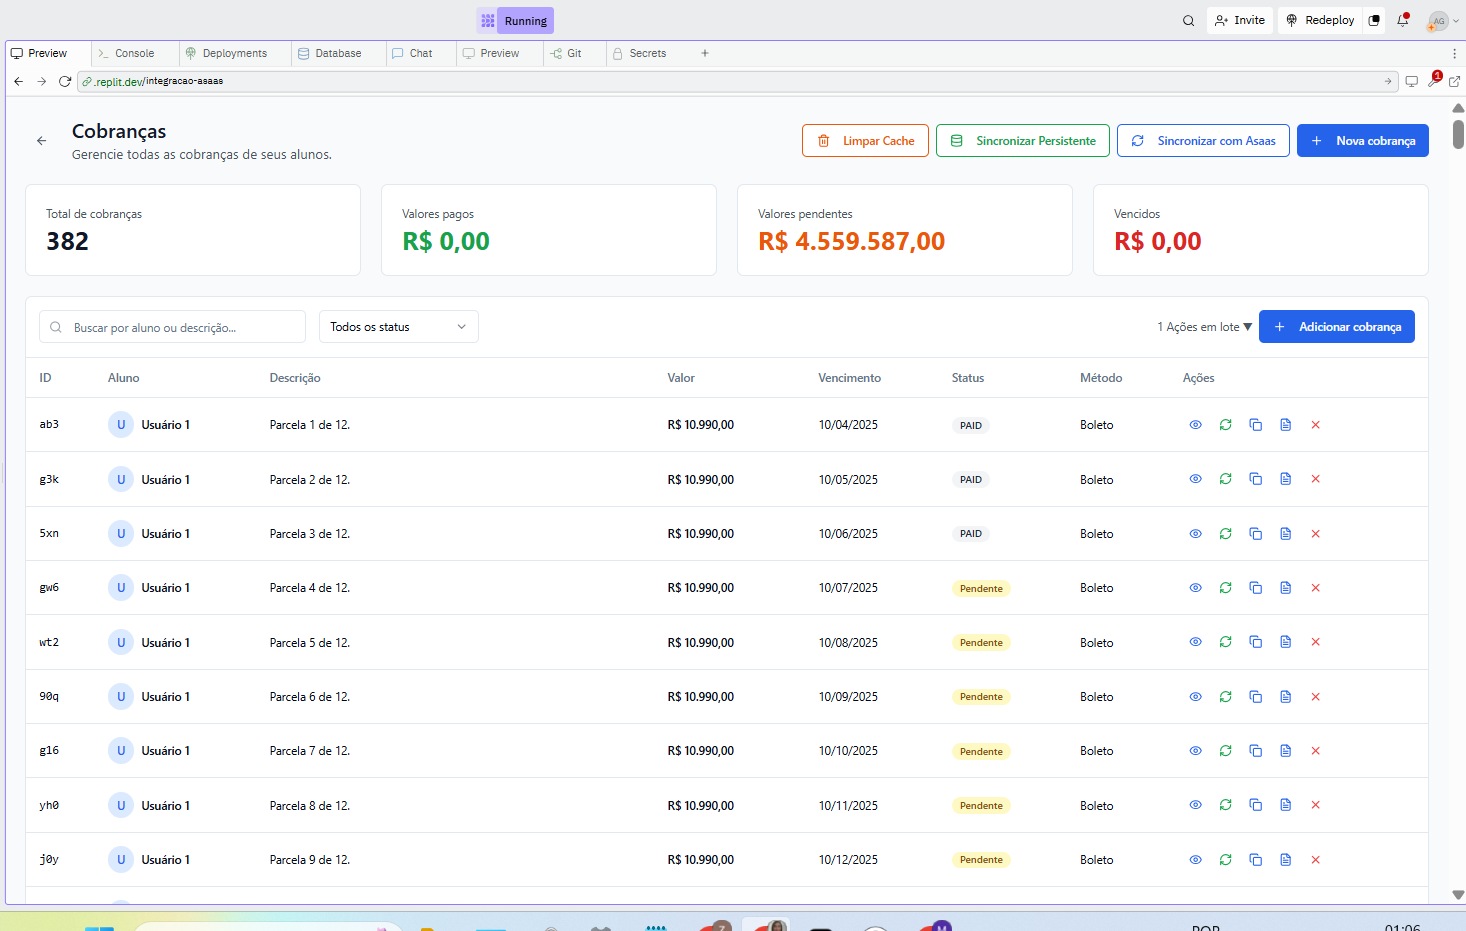 Running
Invite
Redeploy
AG
Preview
Console
Deployments
Database
Chat
Preview
Git
Secrets
.replit.dev/integracao-asaas
1
Cobranças
Gerencie todas as cobranças de seus alunos.
Limpar Cache
Sincronizar Persistente
Sincronizar com Asaas
Nova cobrança
Total de cobranças
382
Valores pagos
R$ 0,00
Valores pendentes
R$ 4.559.587,00
Vencidos
R$ 0,00
Buscar por aluno ou descrição...
Todos os status
1 Ações em lote ▼
Adicionar cobrança
ID Aluno Descrição Valor Vencimento Status Método Ações
ab3 U Usuário 1 Parcela 1 de 12. R$ 10.990,00 10/04/2025 PAID Boleto
g3k U Usuário 1 Parcela 2 de 12. R$ 10.990,00 10/05/2025 PAID Boleto
5xn U Usuário 1 Parcela 3 de 12. R$ 10.990,00 10/06/2025 PAID Boleto
gw6 U Usuário 1 Parcela 4 de 12. R$ 10.990,00 10/07/2025 Pendente Boleto
wt2 U Usuário 1 Parcela 5 de 12. R$ 10.990,00 10/08/2025 Pendente Boleto
90q U Usuário 1 Parcela 6 de 12. R$ 10.990,00 10/09/2025 Pendente Boleto
g16 U Usuário 1 Parcela 7 de 12. R$ 10.990,00 10/10/2025 Pendente Boleto
yh0 U Usuário 1 Parcela 8 de 12. R$ 10.990,00 10/11/2025 Pendente Boleto
j0y U Usuário 1 Parcela 9 de 12. R$ 10.990,00 10/12/2025 Pendente Boleto
Z
M
POR
01:06